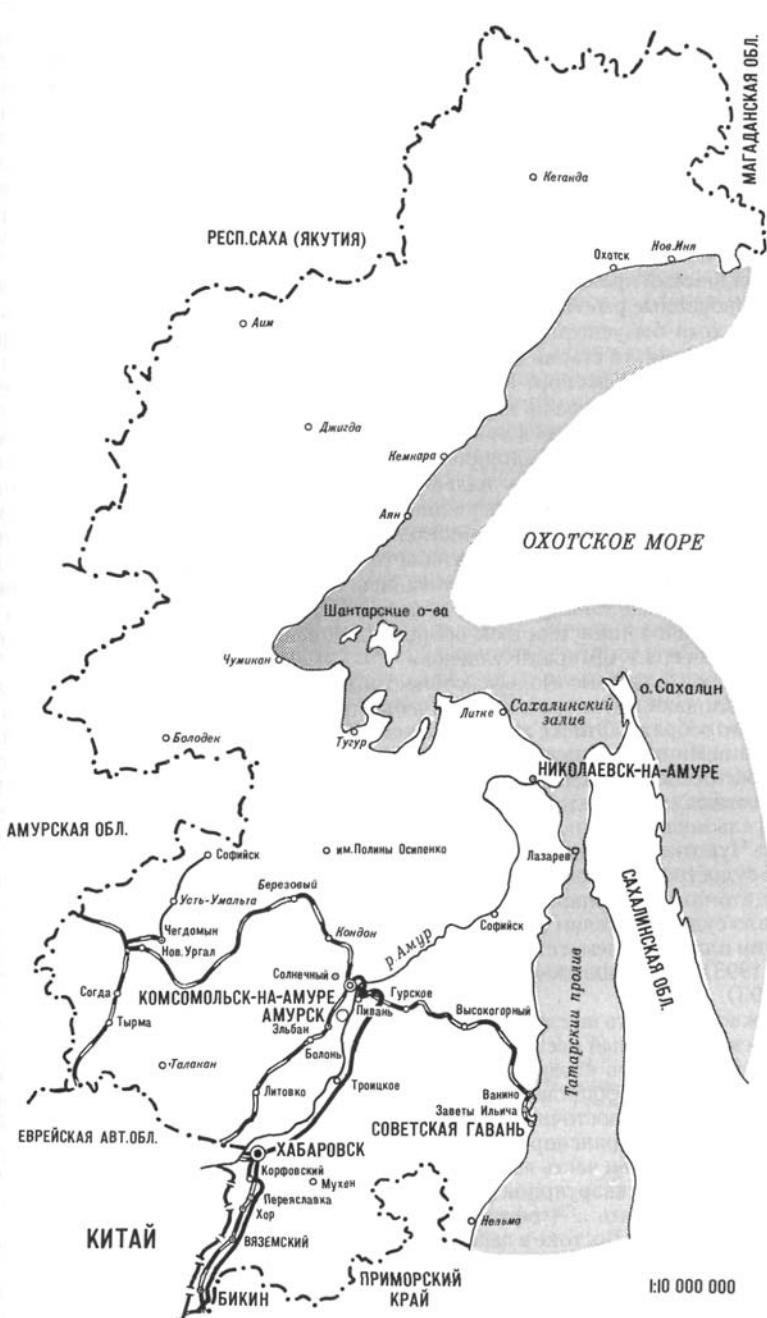 МАГАДАНСКАЯ ОБЛ.
Кетанда
РЕСП.САХА (ЯКУТИЯ)
Охотск
Нов.Иня
Аим
Джигда
Кемкара
Аян
ОХОТСКОЕ МОРЕ
Шантарские о-ва
Чумикан
о.Сахалин
Литке
Сахалинский
залив
Тугур
Болодек
НИКОЛАЕВСК-НА-АМУРЕ
АМУРСКАЯ ОБЛ.
Софийск
им.Полины Осипенко
Лазарев
Березовый
Усть-Умальта
Чегдомын
Нов.Ургал
Кондон
р.Амур
Софийск
САХАЛИНСКАЯ ОБЛ.
Солнечный
КОМСОМОЛЬСК-НА-АМУРЕ
Согда
АМУРСК
Пивань
Гурское
Высокогорный
Татарский пролив
Тырма
Эльбан
Болонь
Талакан
Литовко
Троицкое
Ванино
Заветы Ильича
СОВЕТСКАЯ ГАВАНЬ
ЕВРЕЙСКАЯ АВТ.ОБЛ.
ХАБАРОВСК
Корфовский
Мухен
Переяславка
Хор
КИТАЙ
ВЯЗЕМСКИЙ
Нельма
ПРИМОРСКИЙ
КРАЙ
БИКИН
1:10 000 000